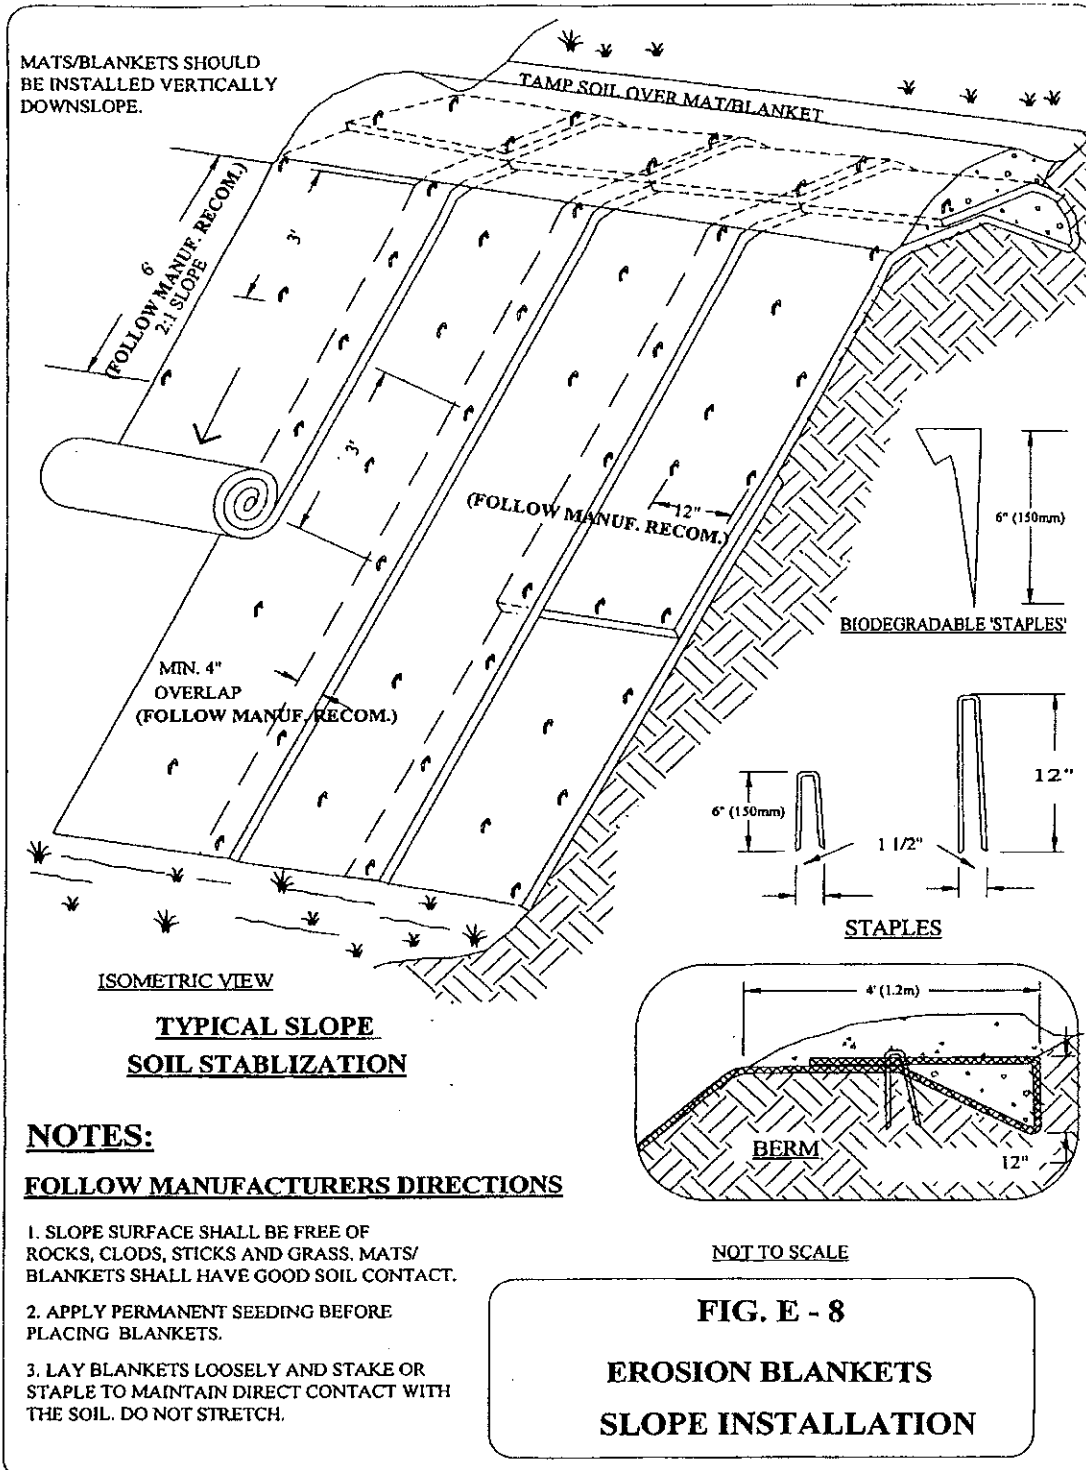 MATS/BLANKETS SHOULD
BE INSTALLED VERTICALLY
DOWNSLOPE.
TAMP SOIL OVER MAT/BLANKET
6'
(FOLLOW MANUF. RECOM.)
2:1 SLOPE
3'
3'
12"
(FOLLOW MANUF. RECOM.)
6" (150mm)
BIODEGRADABLE 'STAPLES'
MIN. 4"
OVERLAP
(FOLLOW MANUF. RECOM.)
6" (150mm)
12"
1 1/2"
STAPLES
ISOMETRIC VIEW
TYPICAL SLOPE
SOIL STABLIZATION
4' (1.2m)
BERM
12"
NOT TO SCALE
NOTES:
FOLLOW MANUFACTURERS DIRECTIONS
1. SLOPE SURFACE SHALL BE FREE OF
ROCKS, CLODS, STICKS AND GRASS. MATS/
BLANKETS SHALL HAVE GOOD SOIL CONTACT.
2. APPLY PERMANENT SEEDING BEFORE
PLACING BLANKETS.
3. LAY BLANKETS LOOSELY AND STAKE OR
STAPLE TO MAINTAIN DIRECT CONTACT WITH
THE SOIL. DO NOT STRETCH.
FIG. E - 8
EROSION BLANKETS
SLOPE INSTALLATION